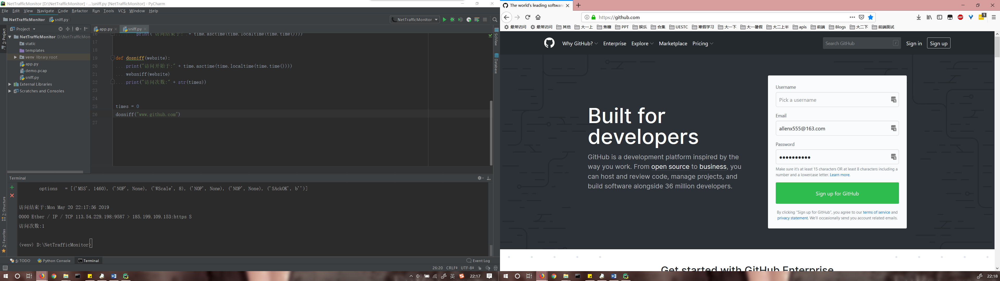 NetTrafficMonitor [D:\NetTrafficMonitor] - ...\sniff.py [NetTrafficMonitor] - PyCharm
File Edit View Navigate Code Refactor Run Tools VCS Window Help
NetTrafficMonitor sniff.py
NetTrafficMonitor
1: Project
Project
NetTrafficMonitor D:\NetTrafficMon
static
templates
venv library root
app.py
demo.pcap
sniff.py
External Libraries
Scratches and Consoles
app.py sniff.py
16 print("访问结束于:" + time.asctime(time.localtime(time.time())))
17
18
19 def dosniff(website):
20 print("访问开始于:" + time.asctime(time.localtime(time.time())))
21 websniff(website)
22 print("访问次数:" + str(times))
23
24
25 times = 0
26 dosniff("www.github.com")
27
SciView
Database
Terminal
options = [('MSS', 1460), ('NOP', None), ('WScale', 8), ('NOP', None), ('NOP', None), ('SAckOK', b'')]
访问结束于:Mon May 20 22:17:56 2019
0000 Ether / IP / TCP 113.54.229.198:9587 > 185.199.109.153:https S
访问次数:1
(venv) D:\NetTrafficMonitor>
Z: Structure
2: Favorites
6: TODO Python Console Terminal Event Log
26:20 CRLF UTF-8
英 22:17
The world's leading software
https://github.com
ABP 1
最常访问 最常访问 其他 大一上 焦糖 PPT 娱乐 合集 UESTC 寒假学习 大一下 大一暑假 大二上半 apis 前端 Blogs 大二下 前端面试
Why GitHub? Enterprise Explore Marketplace Pricing Search GitHub / Sign in Sign up
Built for
developers
GitHub is a development platform inspired by the
way you work. From open source to business, you
can host and review code, manage projects, and
build software alongside 36 million developers.
Username
Pick a username
Email
allenx555@163.com
Password
Make sure it's at least 15 characters OR at least 8 characters including a
number and a lowercase letter. Learn more.
Sign up for GitHub
By clicking "Sign up for GitHub", you agree to our terms of service and
privacy statement. We'll occasionally send you account related emails.
Get started with GitHub Enterprise
22:18